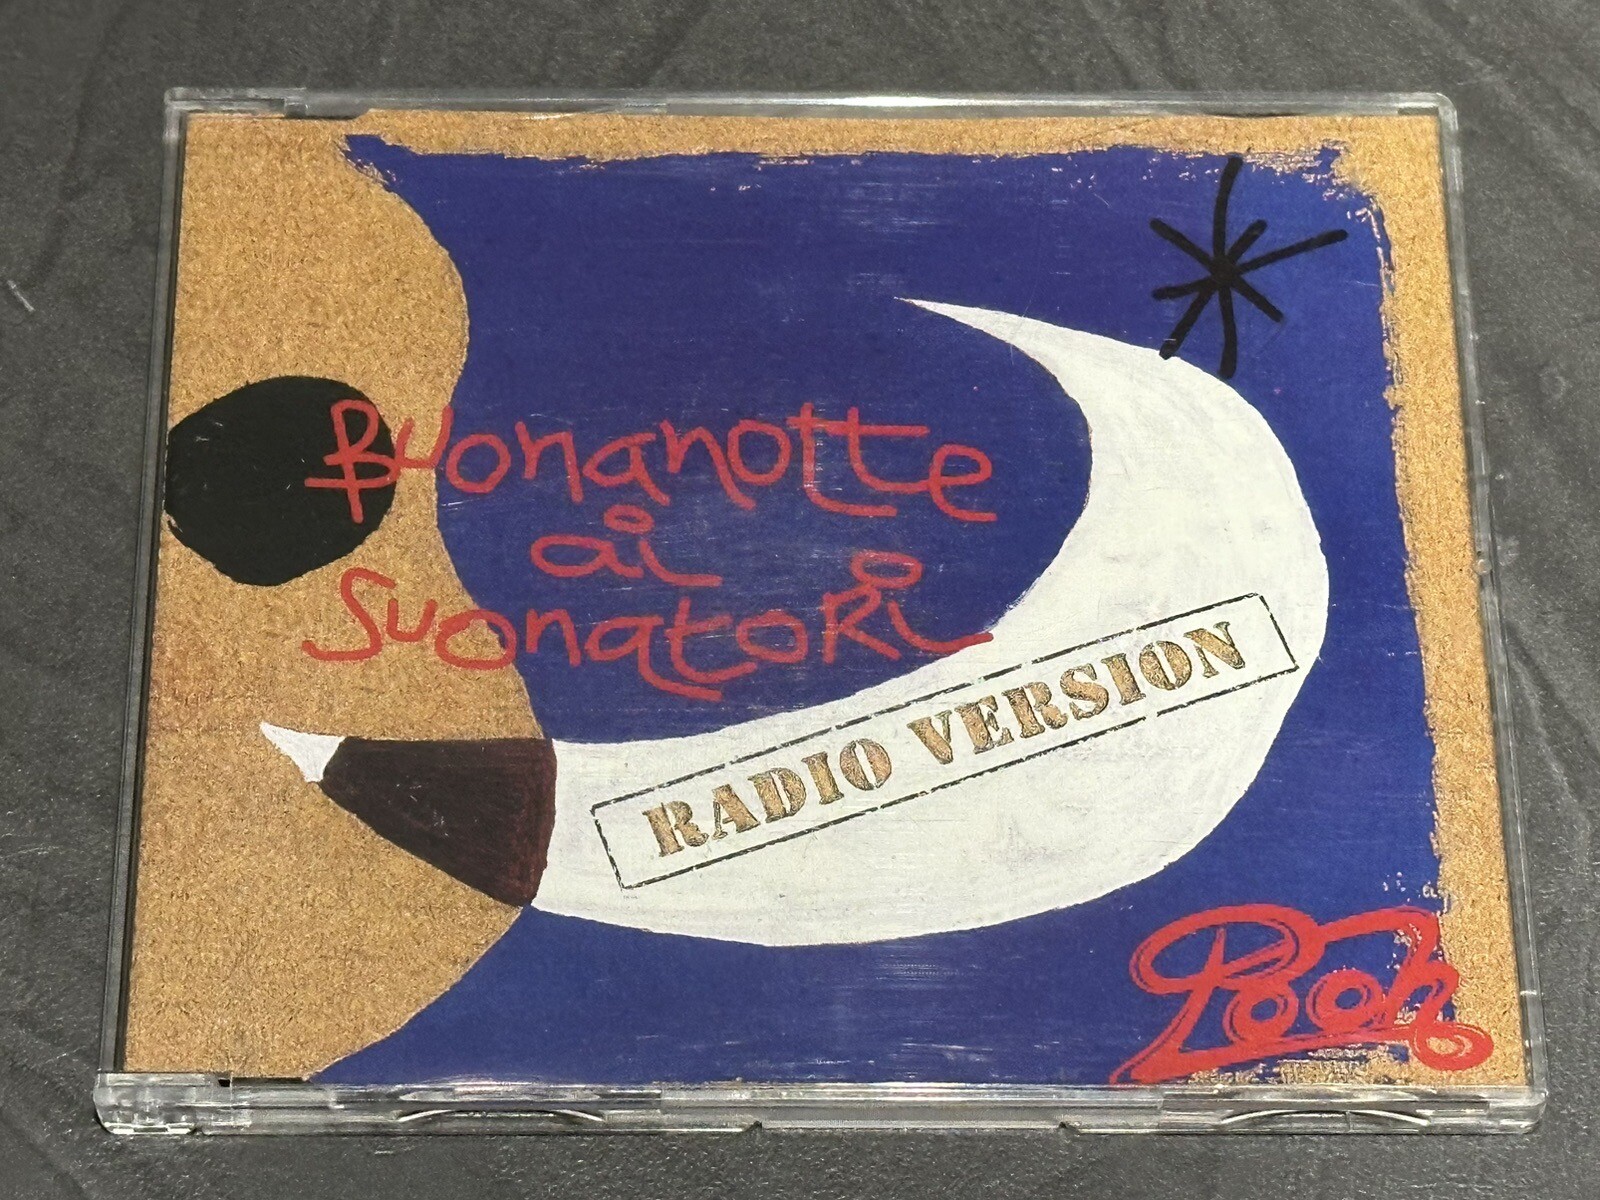 Buonanotte
ai
SuonatoRi
RADIO VERSION
Pooh